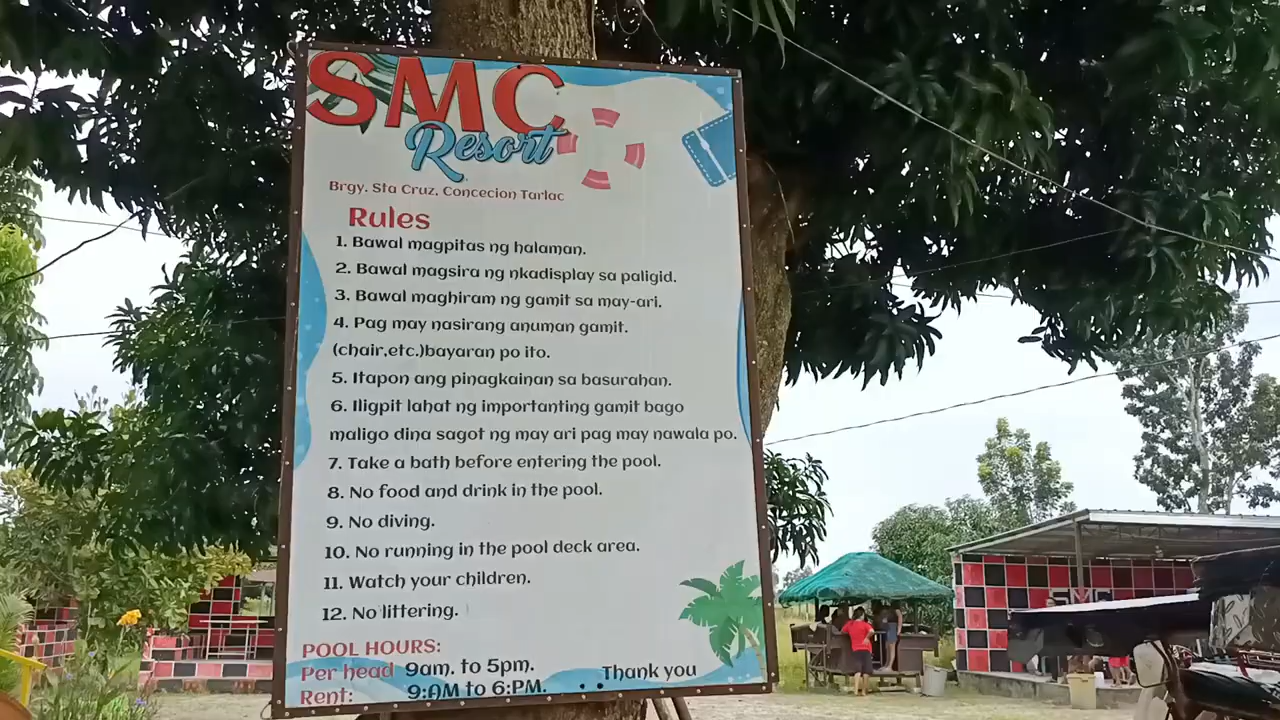 SMC
Resort
Brgy. Sta Cruz, Concecion Tarlac
Rules
1. Bawal magpitas ng halaman.
2. Bawal magsira ng nkadisplay sa paligid.
3. Bawal maghiram ng gamit sa may-ari.
4. Pag may nasirang anuman gamit.
(chair,etc.)bayaran po ito.
5. Itapon ang pinagkainan sa basurahan.
6. Iligpit lahat ng importanting gamit bago
maligo dina sagot ng may ari pag may nawala po.
7. Take a bath before entering the pool.
8. No food and drink in the pool.
9. No diving.
10. No running in the pool deck area.
11. Watch your children.
12. No littering.
POOL HOURS:
Per head 9am. to 5pm.
Rent: 9:AM to 6:PM.
Thank you
SMC